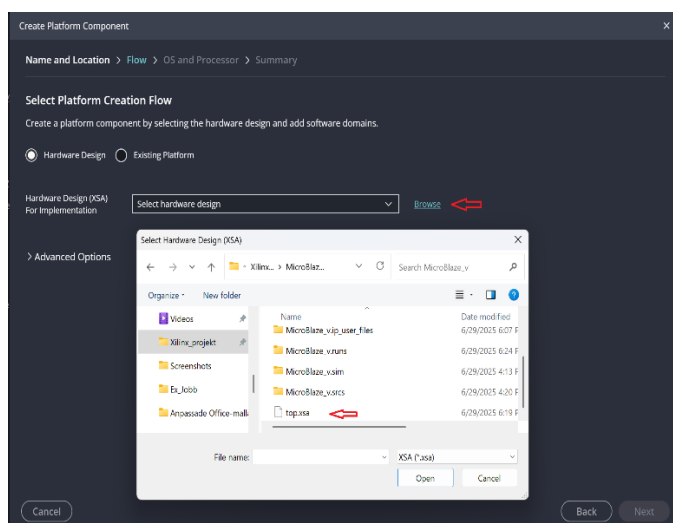 Create Platform Component
Name and Location > Flow > OS and Processor > Summary
Select Platform Creation Flow
Create a platform component by selecting the hardware design and add software domains.
Hardware Design Existing Platform
Hardware Design (XSA)
For Implementation
Select hardware design
Browse
> Advanced Options
Select Hardware Design (XSA)
Xilinx... > MicroBlaz...
Search MicroBlaze_v
Organize
New folder
Videos
Xilinx_projekt
Screenshots
Ex_Jobb
Anpassade Office-mall
Name Date modified
MicroBlaze_v.ip_user_files 6/29/2025 6:07 P
MicroBlaze_v.runs 6/29/2025 6:24 P
MicroBlaze_v.sim 6/29/2025 4:13 P
MicroBlaze_v.srcs 6/29/2025 4:20 P
top.xsa 6/29/2025 6:19 P
File name:
XSA (*.xsa)
Open Cancel
Cancel Back Next